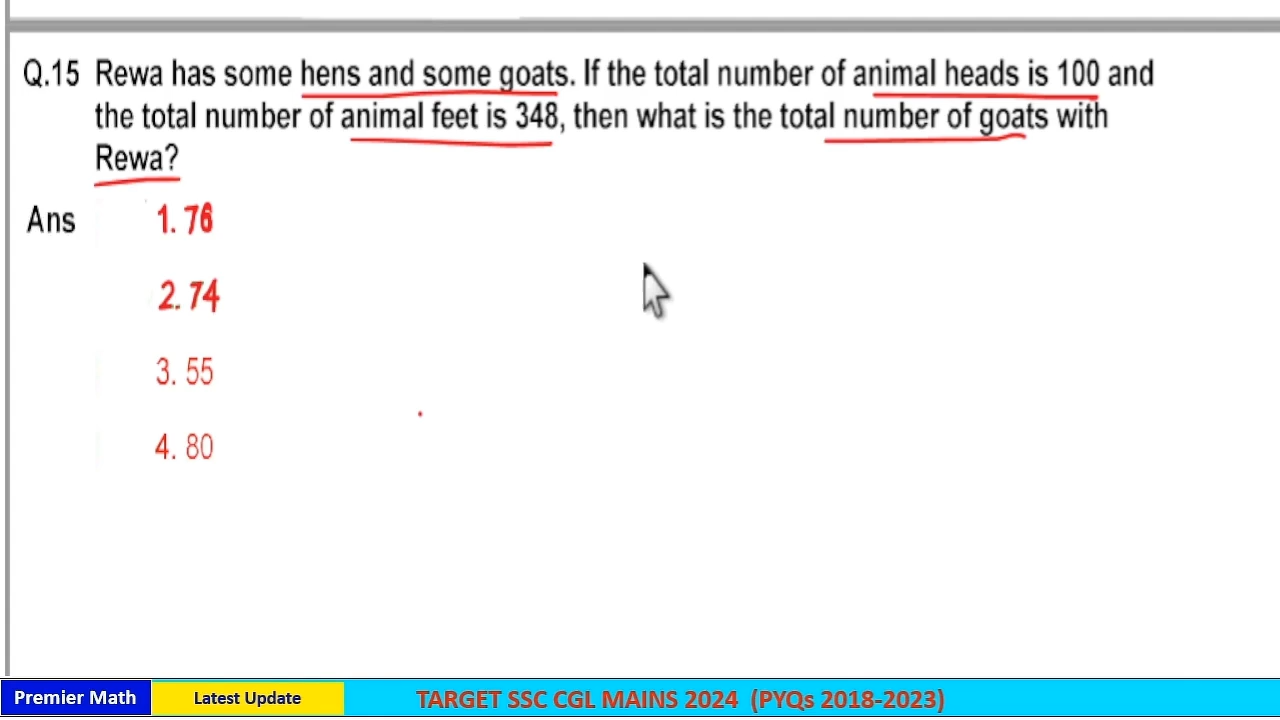 Q.15 Rewa has some hens and some goats. If the total number of animal heads is 100 and
the total number of animal feet is 348, then what is the total number of goats with
Rewa?
Ans 1. 76
2. 74
3. 55
4. 80
Premier Math Latest Update TARGET SSC CGL MAINS 2024 (PYQs 2018-2023)